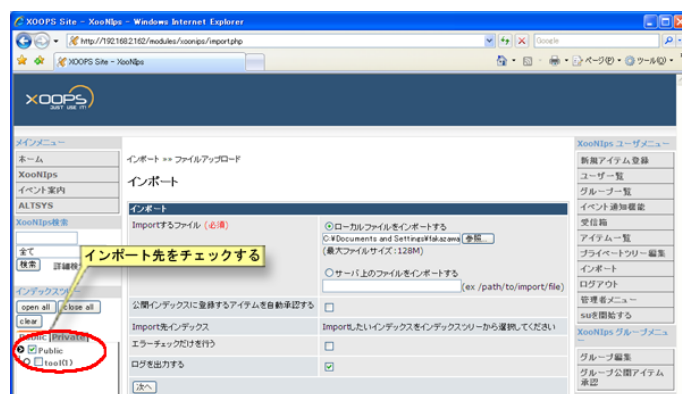 XOOPS Site - XooNIps - Windows Internet Explorer
http://192168.2.162/modules/xoonips/import.php
Google
XOOPS Site - XooNIps
ページ(P)
ツール(O)
XOOPS
JUST USE IT!
メインメニュー
ホーム
XooNIps
イベント案内
ALTSYS
XooNIps検索
全て
検索 詳細検
インデックスツリー
open all close all
clear
Public Private
Public
tool(1)
インポート先をチェックする
インポート »» ファイルアップロード
インポート
インポート
Importするファイル (必須)
ローカルファイルをインポートする
C:¥Documents and Settings¥fakazawa 参照...
(最大ファイルサイズ:128M)
サーバ上のファイルをインポートする
(ex /path/to/import/file)
公開インデックスに登録するアイテムを自動承認する
Import先インデックス Importしたいインデックスをインデックスツリーから選択してください
エラーチェックだけを行う
ログを出力する
次へ
XooNIps ユーザメニュー
新規アイテム登録
ユーザ一覧
グループ一覧
イベント通知機能
受信箱
アイテム一覧
プライベートツリー編集
インポート
ログアウト
管理者メニュー
suを開始する
XooNIps グループメニュー
グループ編集
グループ公開アイテム承認